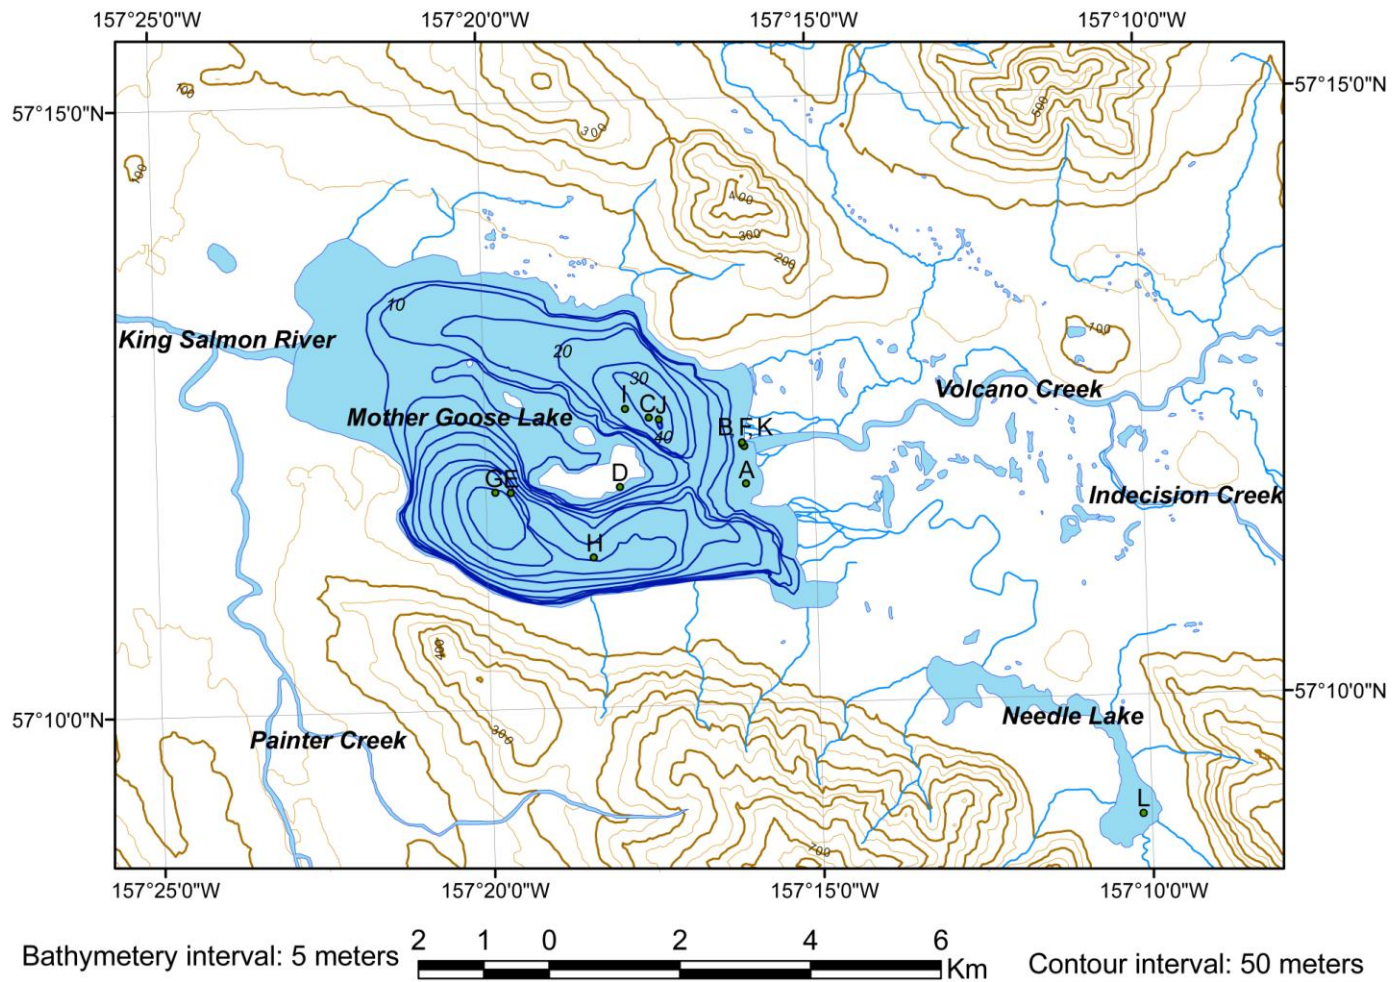 157°25'0"W 157°20'0"W 157°15'0"W 157°10'0"W
57°15'0"N 57°15'0"N
100
300
500
100
400
300
200
10
King Salmon River
100
20
30
Volcano Creek
I C J
Mother Goose Lake
40
B F K
D A
G E
Indecision Creek
H
400
57°10'0"N 57°10'0"N
Needle Lake
300
Painter Creek
L
700
157°25'0"W 157°20'0"W 157°15'0"W 157°10'0"W
Bathymetery interval: 5 meters 2 1 0 2 4 6 Km Contour interval: 50 meters